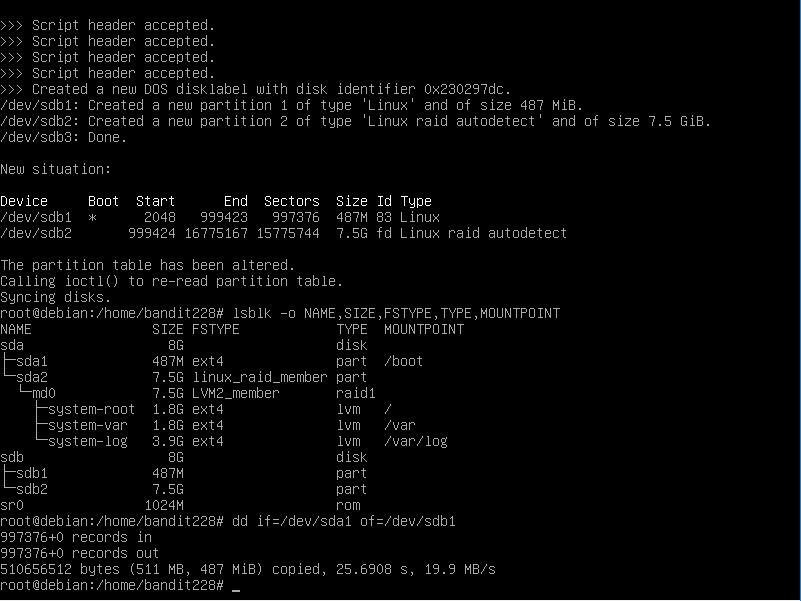 >>> Script header accepted.
>>> Script header accepted.
>>> Script header accepted.
>>> Script header accepted.
>>> Created a new DOS disklabel with disk identifier 0x230297dc.
/dev/sdb1: Created a new partition 1 of type 'Linux' and of size 487 MiB.
/dev/sdb2: Created a new partition 2 of type 'Linux raid autodetect' and of size 7.5 GiB.
/dev/sdb3: Done.
New situation:
Device     Boot  Start      End  Sectors  Size Id Type
/dev/sdb1  *      2048   999423   997376  487M 83 Linux
/dev/sdb2       999424 16775167 15775744  7.5G fd Linux raid autodetect
The partition table has been altered.
Calling ioctl() to re-read partition table.
Syncing disks.
root@debian:/home/bandit228# lsblk -o NAME,SIZE,FSTYPE,TYPE,MOUNTPOINT
NAME               SIZE FSTYPE            TYPE  MOUNTPOINT
sda                  8G                   disk
├─sda1             487M ext4              part  /boot
└─sda2             7.5G linux_raid_member part
  └─md0            7.5G LVM2_member       raid1
    ├─system-root  1.8G ext4              lvm   /
    ├─system-var   1.8G ext4              lvm   /var
    └─system-log   3.9G ext4              lvm   /var/log
sdb                  8G                   disk
├─sdb1             487M                   part
└─sdb2             7.5G                   part
sr0               1024M                   rom
root@debian:/home/bandit228# dd if=/dev/sda1 of=/dev/sdb1
997376+0 records in
997376+0 records out
510656512 bytes (511 MB, 487 MiB) copied, 25.6908 s, 19.9 MB/s
root@debian:/home/bandit228# _